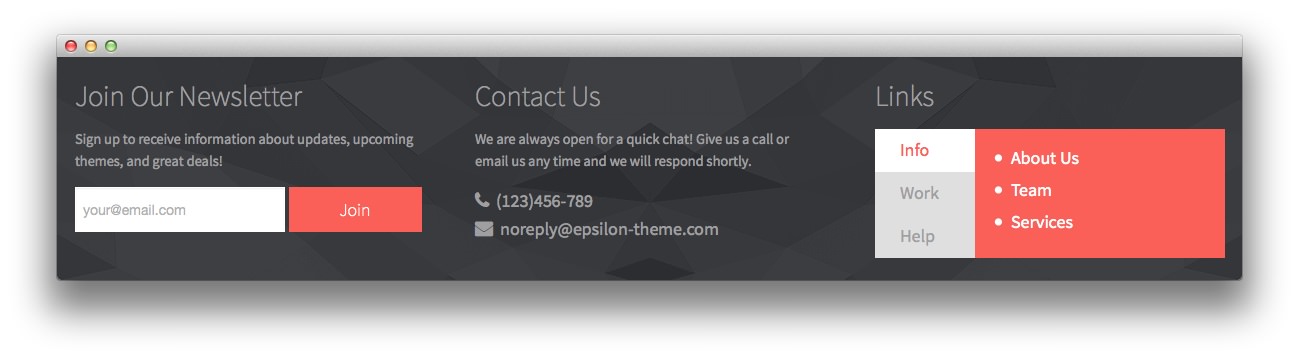 Join Our Newsletter
Sign up to receive information about updates, upcoming
themes, and great deals!
your@email.com
Join
Contact Us
We are always open for a quick chat! Give us a call or
email us any time and we will respond shortly.
(123)456-789
noreply@epsilon-theme.com
Links
Info
Work
Help
About Us
Team
Services